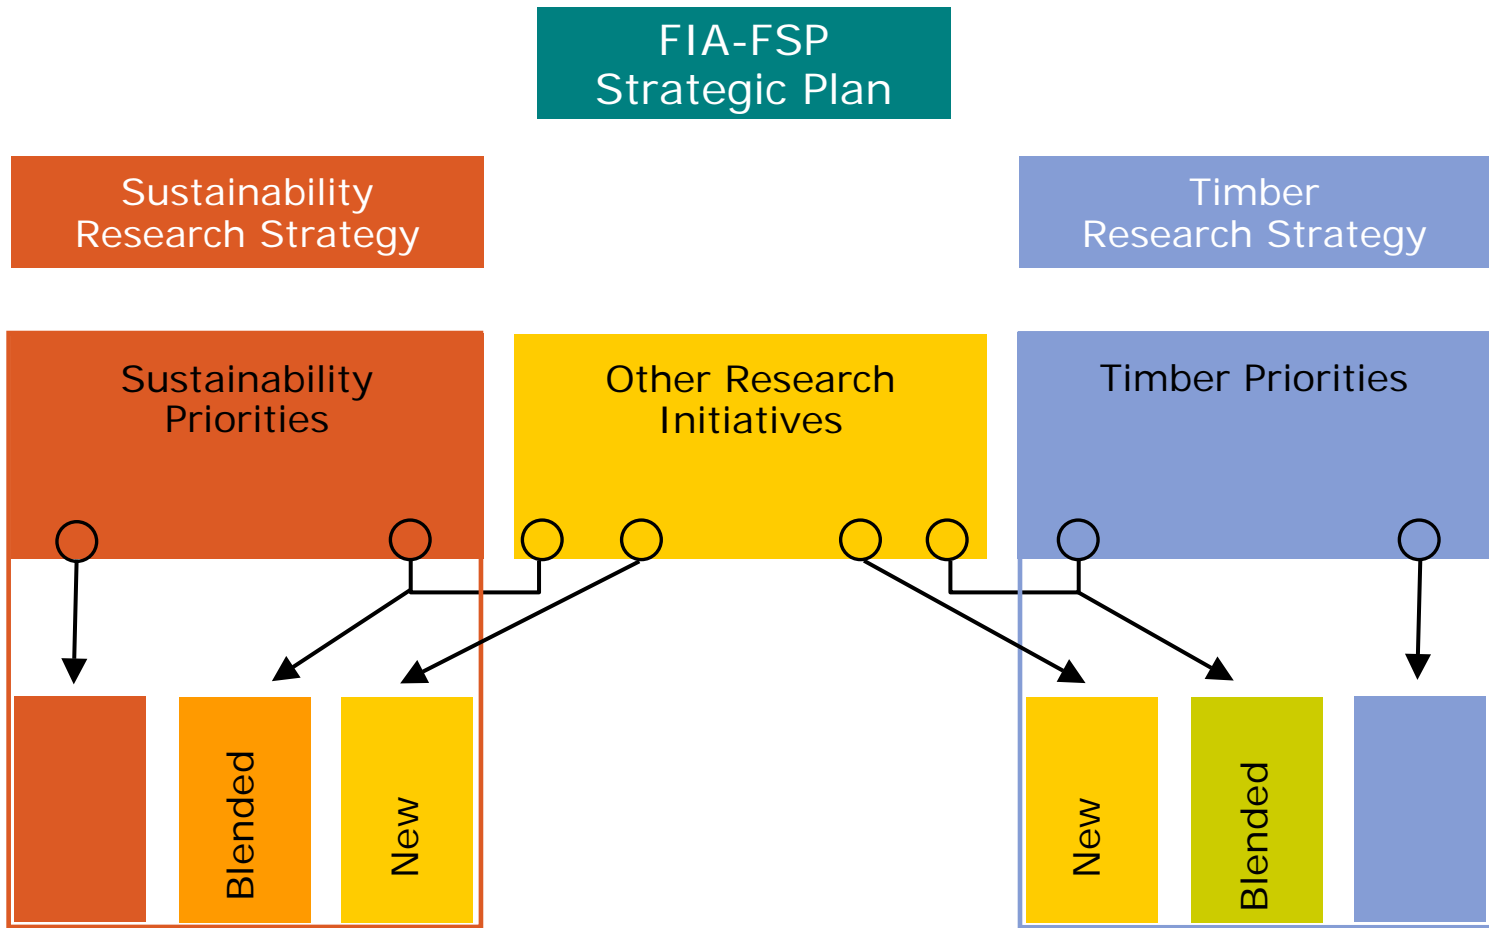 FIA-FSP
Strategic Plan
Sustainability
Research Strategy
Timber
Research Strategy
Sustainability
Priorities
Other Research
Initiatives
Timber Priorities
Blended
New
New
Blended